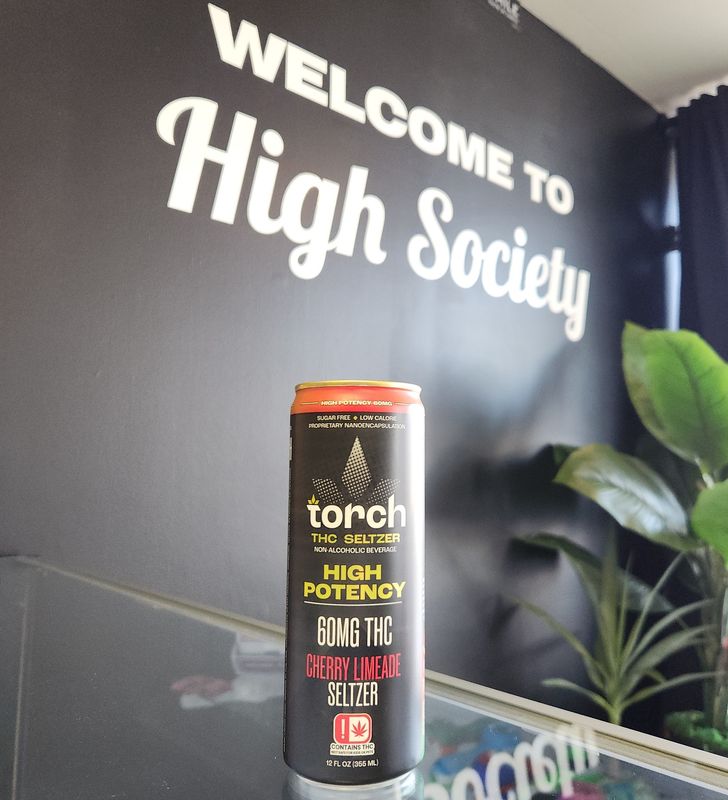 WELCOME TO
High Society
HIGH POTENCY 60MG
SUGAR FREE LOW CALORIE
PROPRIETARY NANOENCAPSULATION
torch
THC SELTZER
NON-ALCOHOLIC BEVERAGE
HIGH
POTENCY
60MG THC
CHERRY LIMEADE
SELTZER
!
CONTAINS THC
12 FL OZ (355 ML)